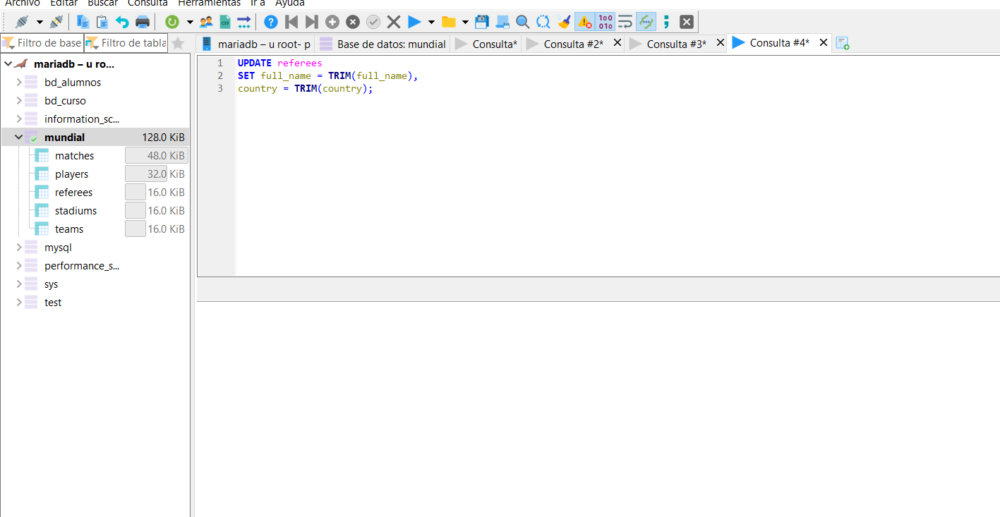 Archivo Editar Buscar Consulta Herramientas Ir a Ayuda
CSV
100
010
Filtro de base
Filtro de tabla
mariadb – u root- p
Base de datos: mundial
Consulta*
Consulta #2*
Consulta #3*
Consulta #4*
mariadb – u ro...
bd_alumnos
bd_curso
information_sc...
mundial 128.0 KiB
matches 48.0 KiB
players 32.0 KiB
referees 16.0 KiB
stadiums 16.0 KiB
teams 16.0 KiB
mysql
performance_s...
sys
test
1 UPDATE referees
2 SET full_name = TRIM(full_name),
3 country = TRIM(country);